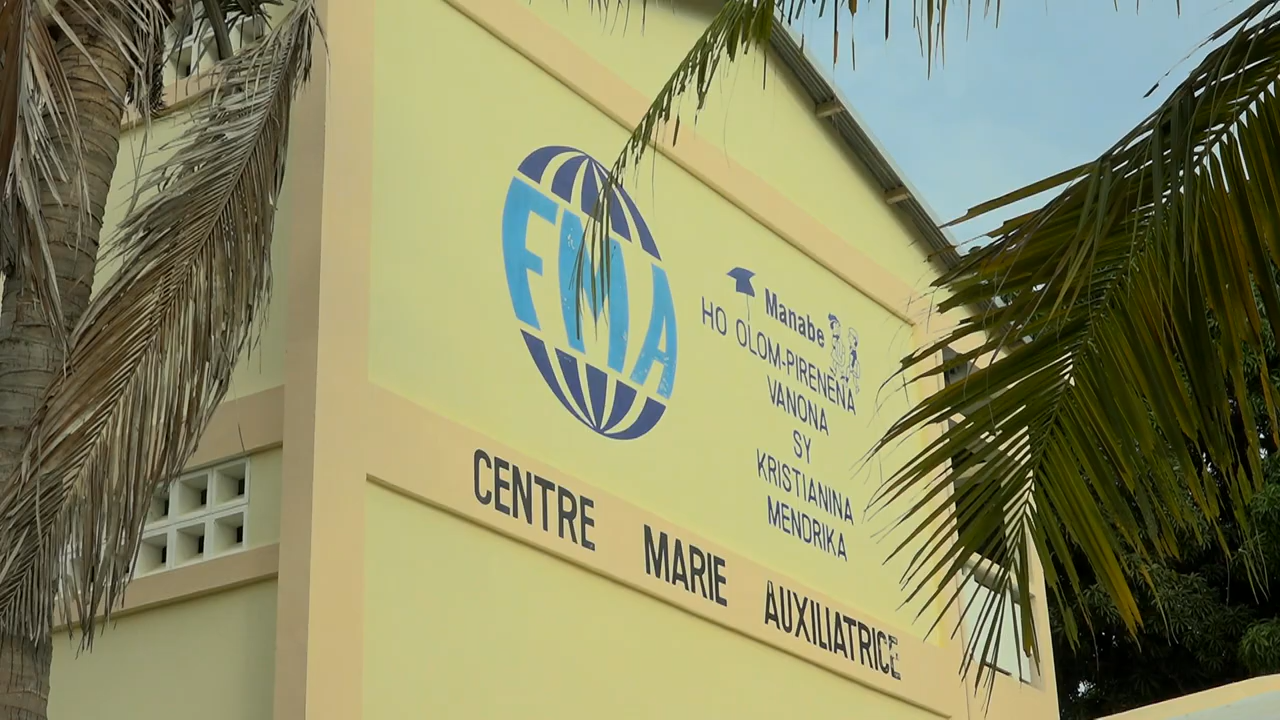 FMA
Manabe
HO OLOM-PIRENENA
VANONA
SY
KRISTIANINA
MENDRIKA
CENTRE MARIE AUXILIATRICE